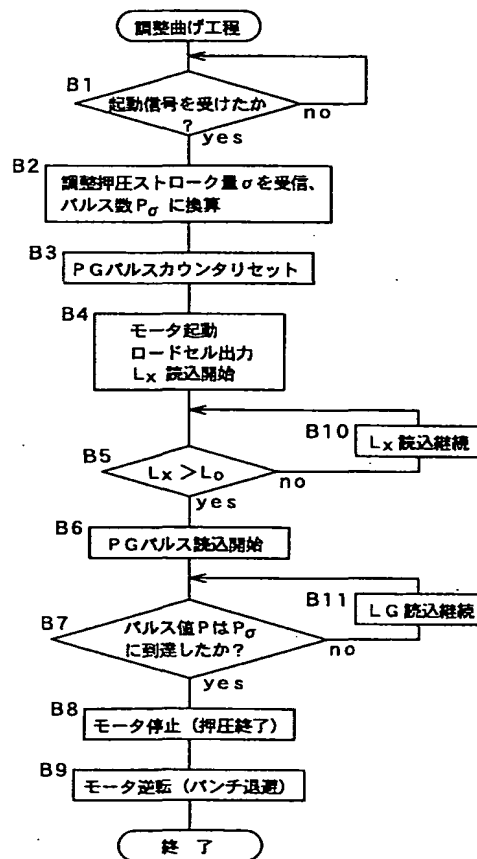 調整曲げ工程
B1
起動信号を受けたか
?
no
yes
B2
調整押圧ストローク量σを受信、
パルス数Pσに換算
B3
PGパルスカウンタリセット
B4
モータ起動
ロードセル出力
Lx 読込開始
B10
Lx 読込継続
B5
Lx>Lo
no
yes
B6
PGパルス読込開始
B11
LG読込継続
B7
パルス値PはPσ
に到達したか?
no
yes
B8
モータ停止(押圧終了)
B9
モータ逆転(パンチ退避)
終 了